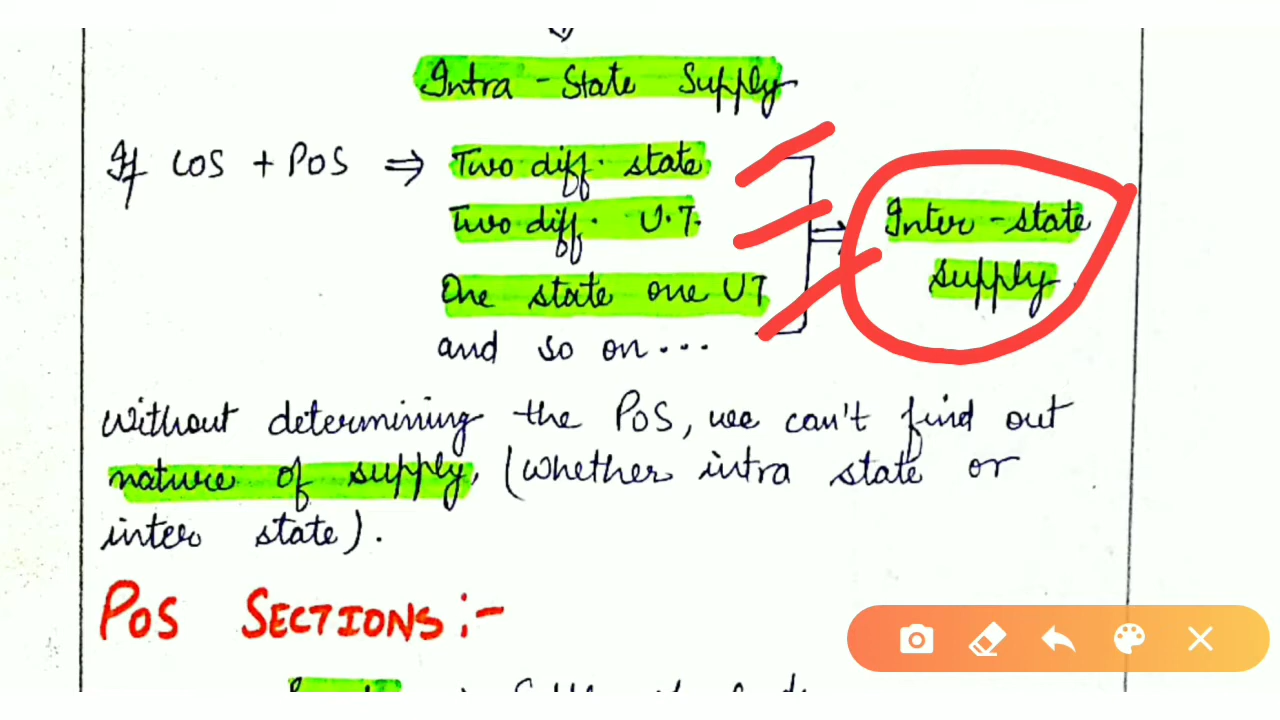 Intra-State Supply
If COS + POS ⇒ Two diff. state
Two diff. U.T.
One state one UT
and so on...
⇒ Inter-state
supply.
Without determining the POS, we can't find out
nature of supply, (whether intra state or
inter state).
POS SECTIONS:-